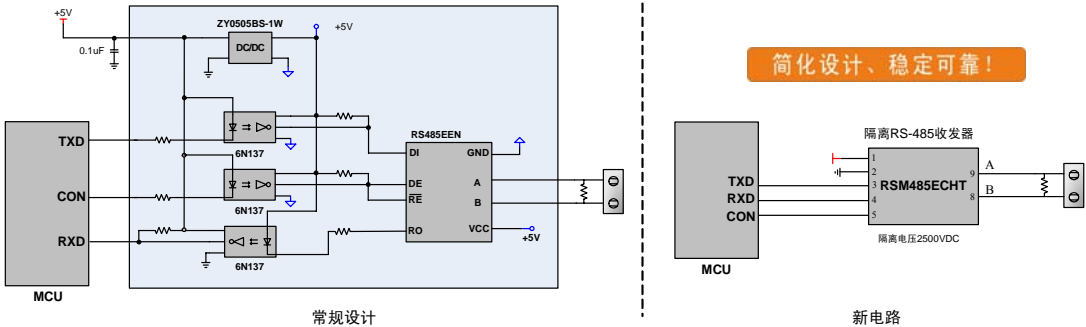 +5V
0.1uF
ZY0505BS-1W
DC/DC
+5V
TXD
CON
RXD
MCU
6N137
6N137
6N137
RS485EEN
DI
DE
RE
RO
GND
A
B
VCC
+5V
常规设计
简化设计、稳定可靠！
隔离RS-485收发器
TXD
RXD
CON
MCU
1
2
3
4
5
RSM485ECHT
9
8
A
B
隔离电压2500VDC
新电路